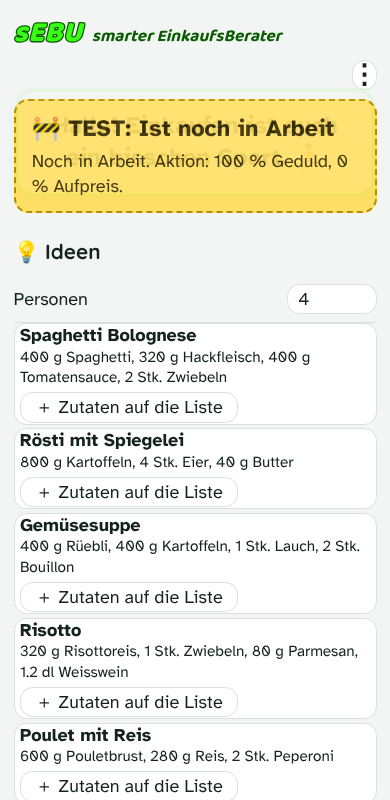 sEBU smarter EinkaufsBerater
🚧 TEST: Ist noch in Arbeit
Noch in Arbeit. Aktion: 100 % Geduld, 0
% Aufpreis.
💡 Ideen
Personen 4
Spaghetti Bolognese
400 g Spaghetti, 320 g Hackfleisch, 400 g
Tomatensauce, 2 Stk. Zwiebeln
+ Zutaten auf die Liste
Rösti mit Spiegelei
800 g Kartoffeln, 4 Stk. Eier, 40 g Butter
+ Zutaten auf die Liste
Gemüsesuppe
400 g Rüebli, 400 g Kartoffeln, 1 Stk. Lauch, 2 Stk.
Bouillon
+ Zutaten auf die Liste
Risotto
320 g Risottoreis, 1 Stk. Zwiebeln, 80 g Parmesan,
1.2 dl Weisswein
+ Zutaten auf die Liste
Poulet mit Reis
600 g Pouletbrust, 280 g Reis, 2 Stk. Peperoni
+ Zutaten auf die Liste